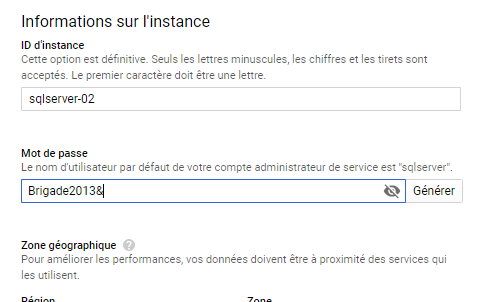 Informations sur l'instance
ID d'instance
Cette option est définitive. Seuls les lettres minuscules, les chiffres et les tirets sont
acceptés. Le premier caractère doit être une lettre.
sqlserver-02
Mot de passe
Le nom d'utilisateur par défaut de votre compte administrateur de service est "sqlserver".
Brigade2013&
Générer
Zone géographique ?
Pour améliorer les performances, vos données doivent être à proximité des services qui
les utilisent.
Région Zone